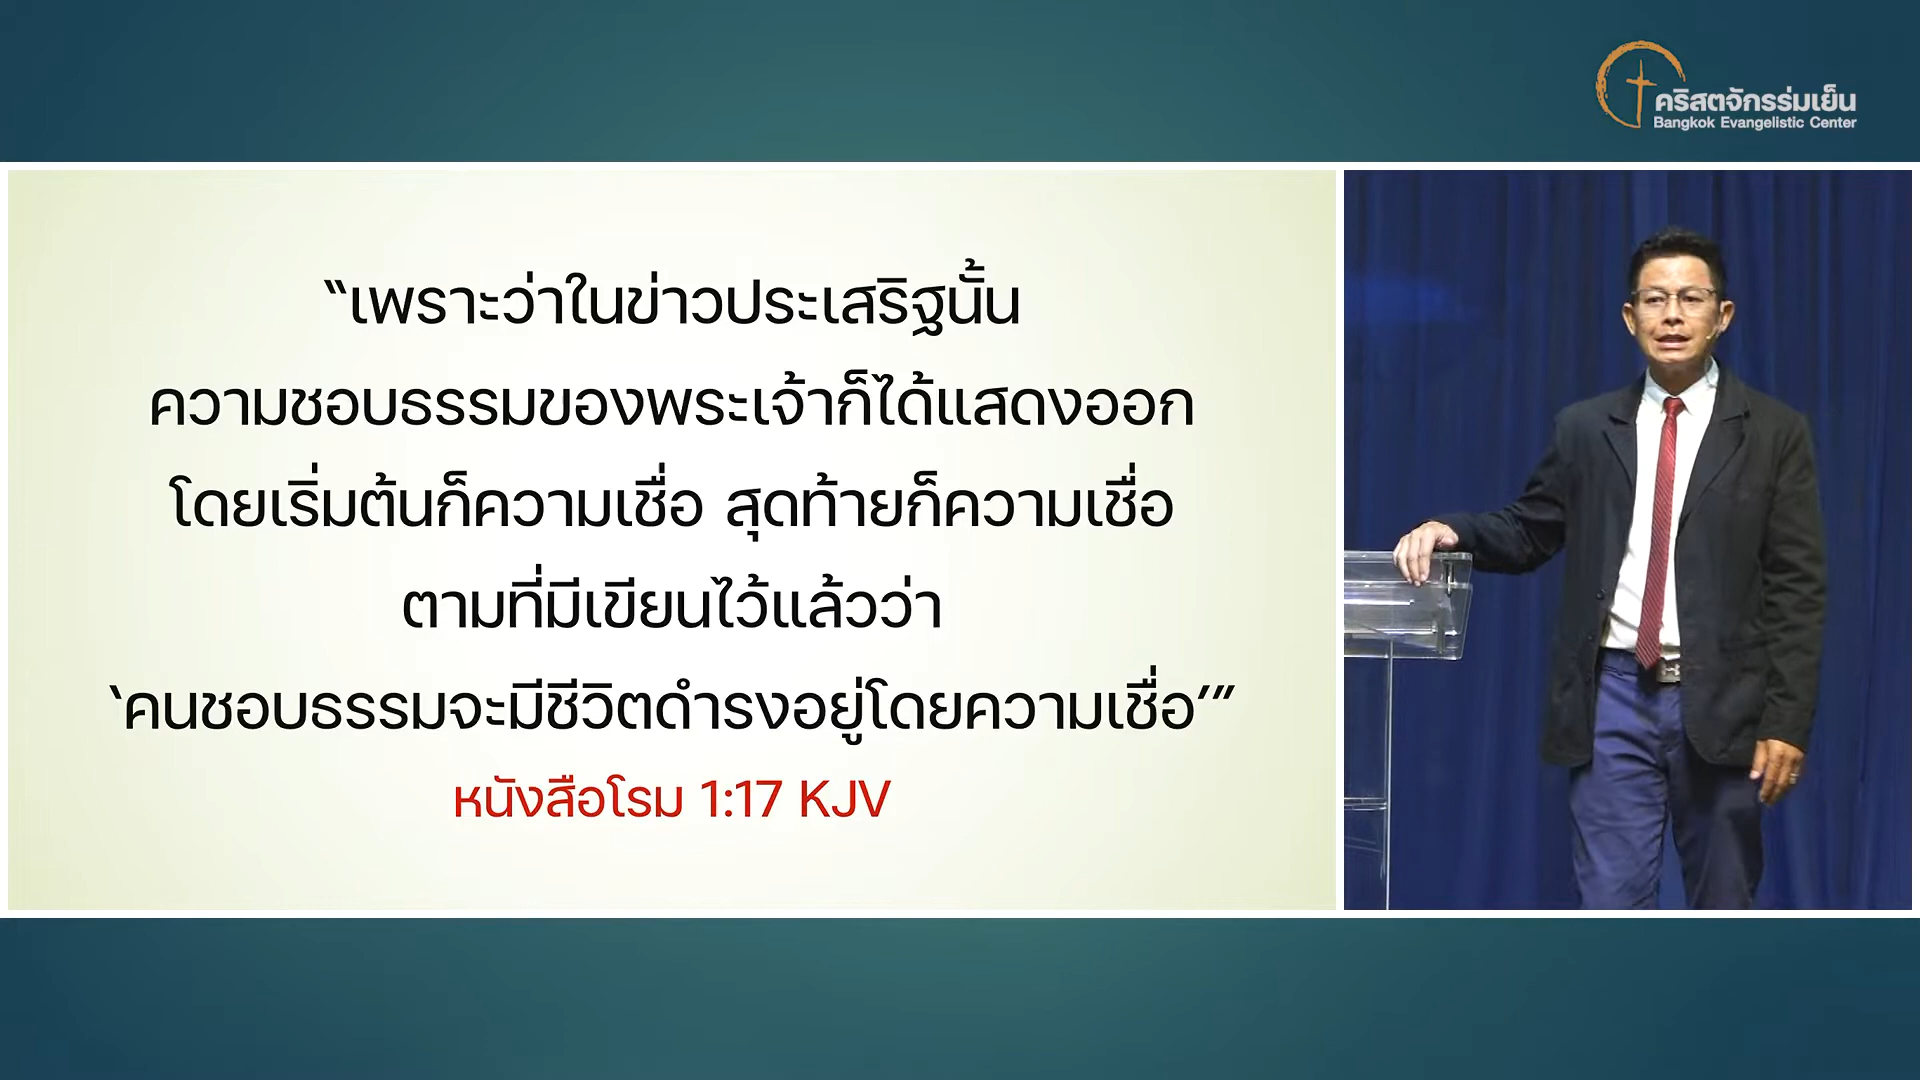 คริสตจักรร่มเย็น
Bangkok Evangelistic Center
“เพราะว่าในข่าวประเสริฐนั้น
ความชอบธรรมของพระเจ้าก็ได้แสดงออก
โดยเริ่มต้นก็ความเชื่อ สุดท้ายก็ความเชื่อ
ตามที่มีเขียนไว้แล้วว่า
‘คนชอบธรรมจะมีชีวิตดำรงอยู่โดยความเชื่อ’”
หนังสือโรม 1:17 KJV